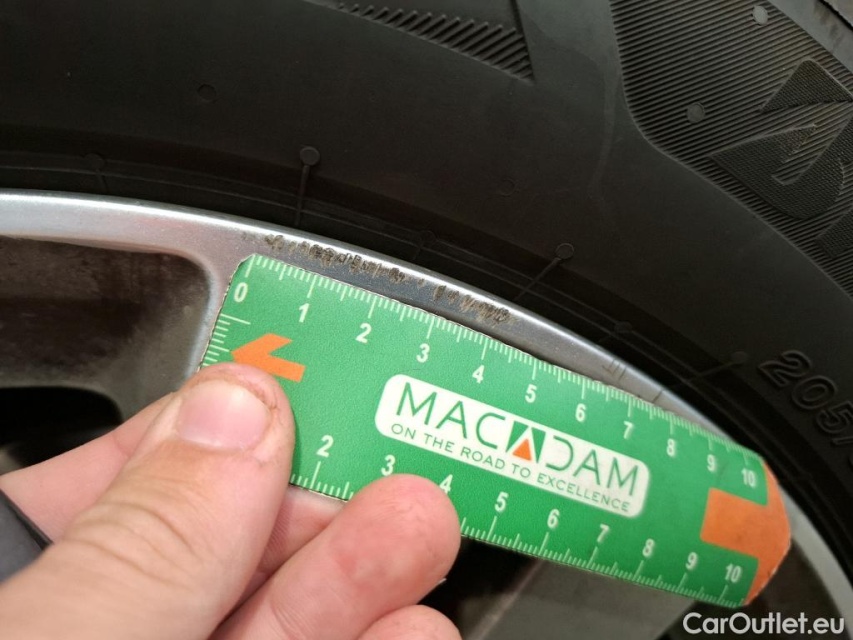 205/
0 1 2 3 4 5 6 7 8 9 10
MACADAM
ON THE ROAD TO EXCELLENCE
2 3 4 5 6 7 8 9 10
CarOutlet.eu